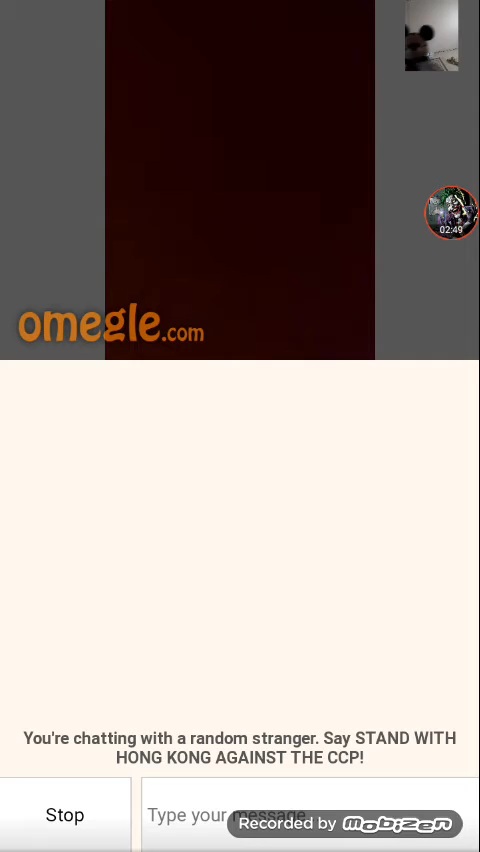 02:49
omegle.com
You're chatting with a random stranger. Say STAND WITH
HONG KONG AGAINST THE CCP!
Stop
Type your message...
Recorded by mobizen